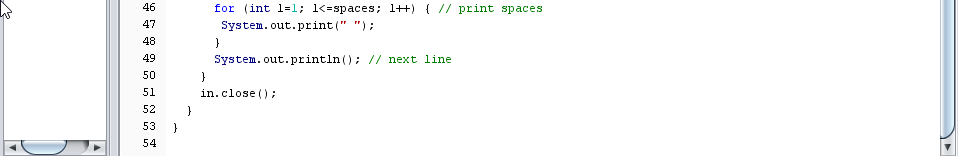 46 for (int l=1; l<=spaces; l++) { // print spaces
47 System.out.print(" ");
48 }
49 System.out.println(); // next line
50 }
51 in.close();
52 }
53 }
54